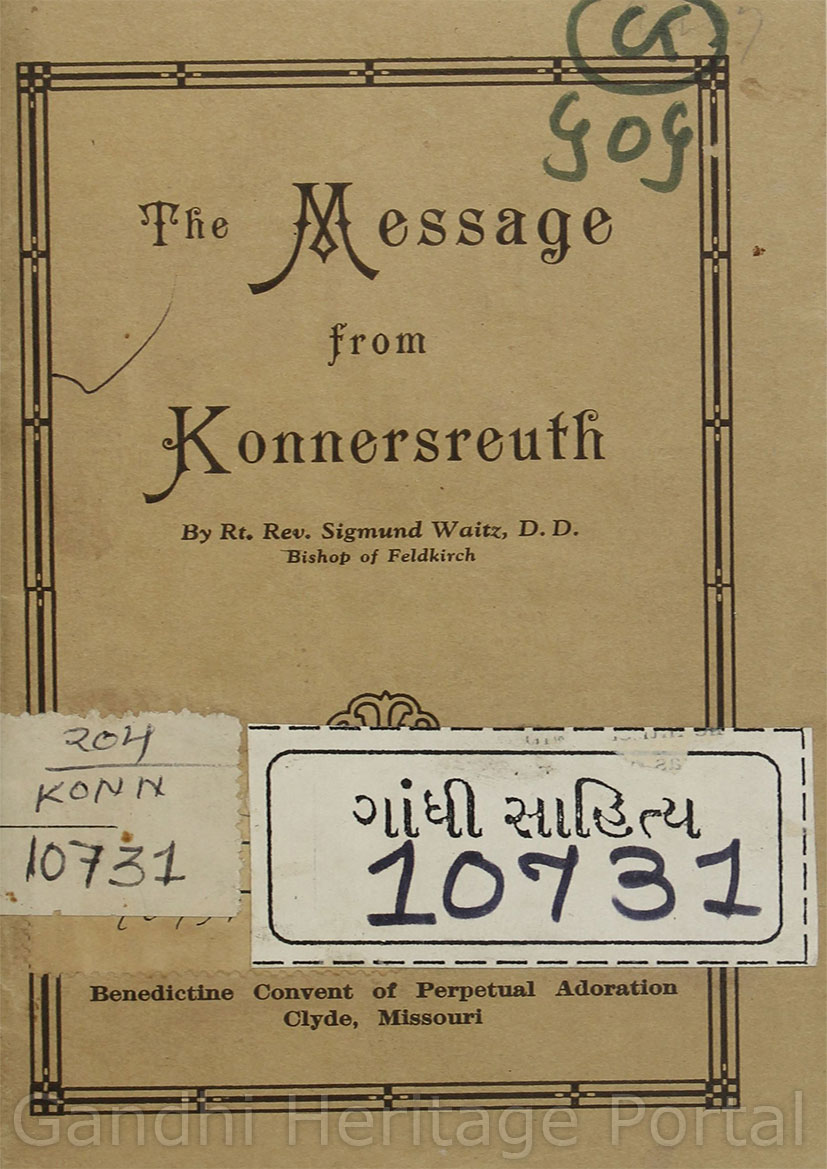 ૬૦૬
The Message
from
Konnersreuth
By Rt. Rev. Sigmund Waitz, D. D.
Bishop of Feldkirch
204
KONN
10731
ગાંધી સાહિત્ય
10731
Benedictine Convent of Perpetual Adoration
Clyde, Missouri
Gandhi Heritage Portal